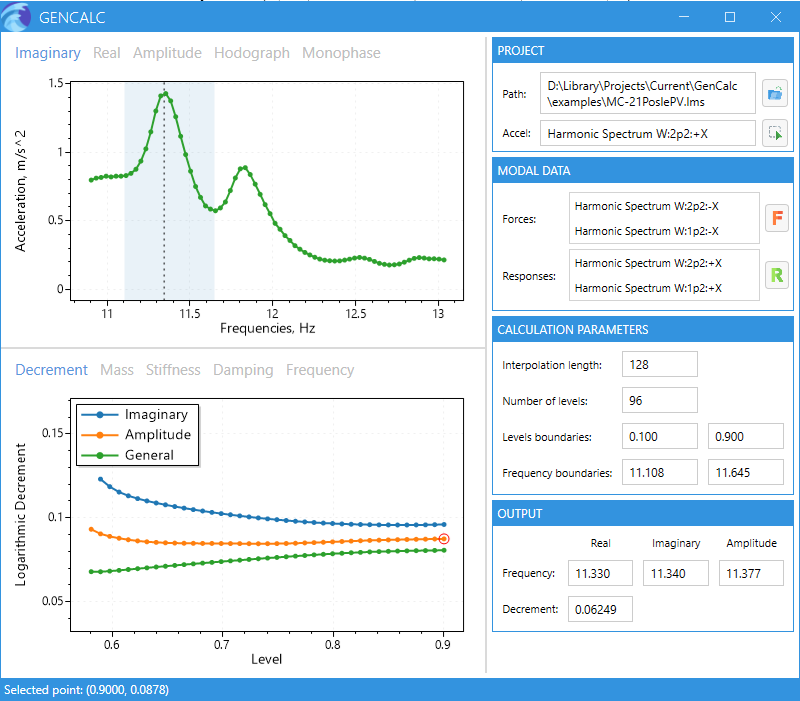 GENCALC
Imaginary Real Amplitude Hodograph Monophase
Acceleration, m/s^2
1.5
1
0.5
0
11 11.5 12 12.5 13
Frequencies, Hz
Decrement Mass Stiffness Damping Frequency
Logarithmic Decrement
Imaginary
Amplitude
General
0.15
0.1
0.05
0.6 0.7 0.8 0.9
Level
PROJECT
Path: D:\Library\Projects\Current\GenCalc
\examples\MC-21PoslePV.lms
Accel: Harmonic Spectrum W:2p2:+X
MODAL DATA
Forces:
Harmonic Spectrum W:2p2:-X
Harmonic Spectrum W:1p2:-X
F
Responses:
Harmonic Spectrum W:2p2:+X
Harmonic Spectrum W:1p2:+X
R
CALCULATION PARAMETERS
Interpolation length: 128
Number of levels: 96
Levels boundaries: 0.100 0.900
Frequency boundaries: 11.108 11.645
OUTPUT
Real Imaginary Amplitude
Frequency: 11.330 11.340 11.377
Decrement: 0.06249
Selected point: (0.9000, 0.0878)